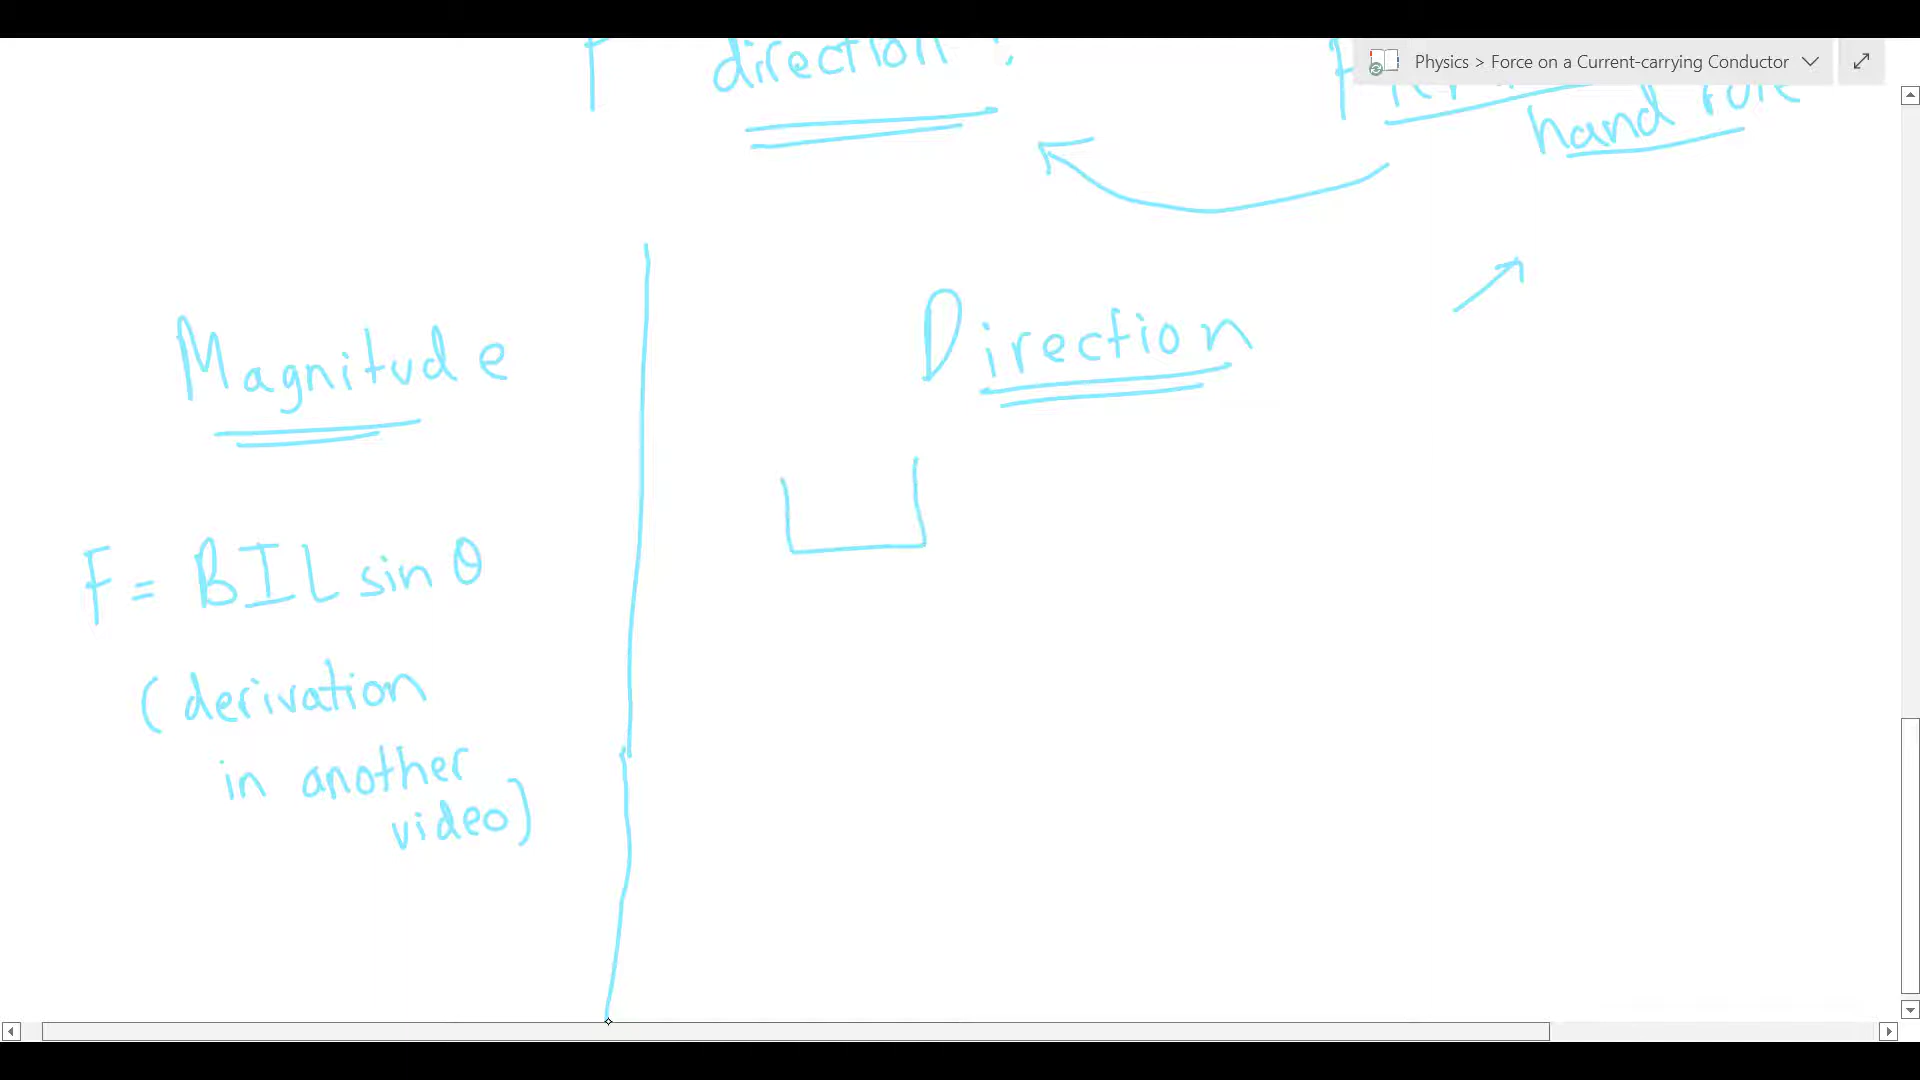 F direction :
Physics > Force on a Current-carrying Conductor
hand rule
Magnitude
Direction
F = BIL sin θ
(derivation
in another
video)